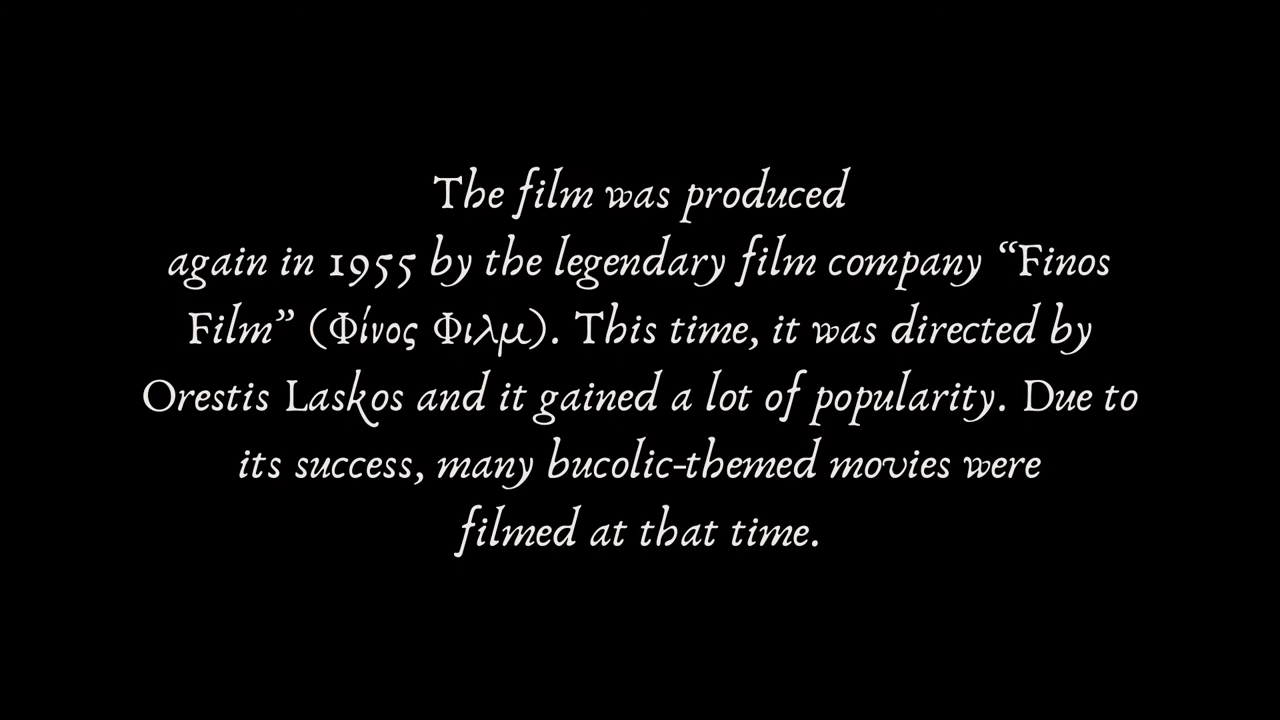 The film was produced
again in 1955 by the legendary film company “Finos
Film” (Φίνος Φιλμ). This time, it was directed by
Orestis Laskos and it gained a lot of popularity. Due to
its success, many bucolic-themed movies were
filmed at that time.